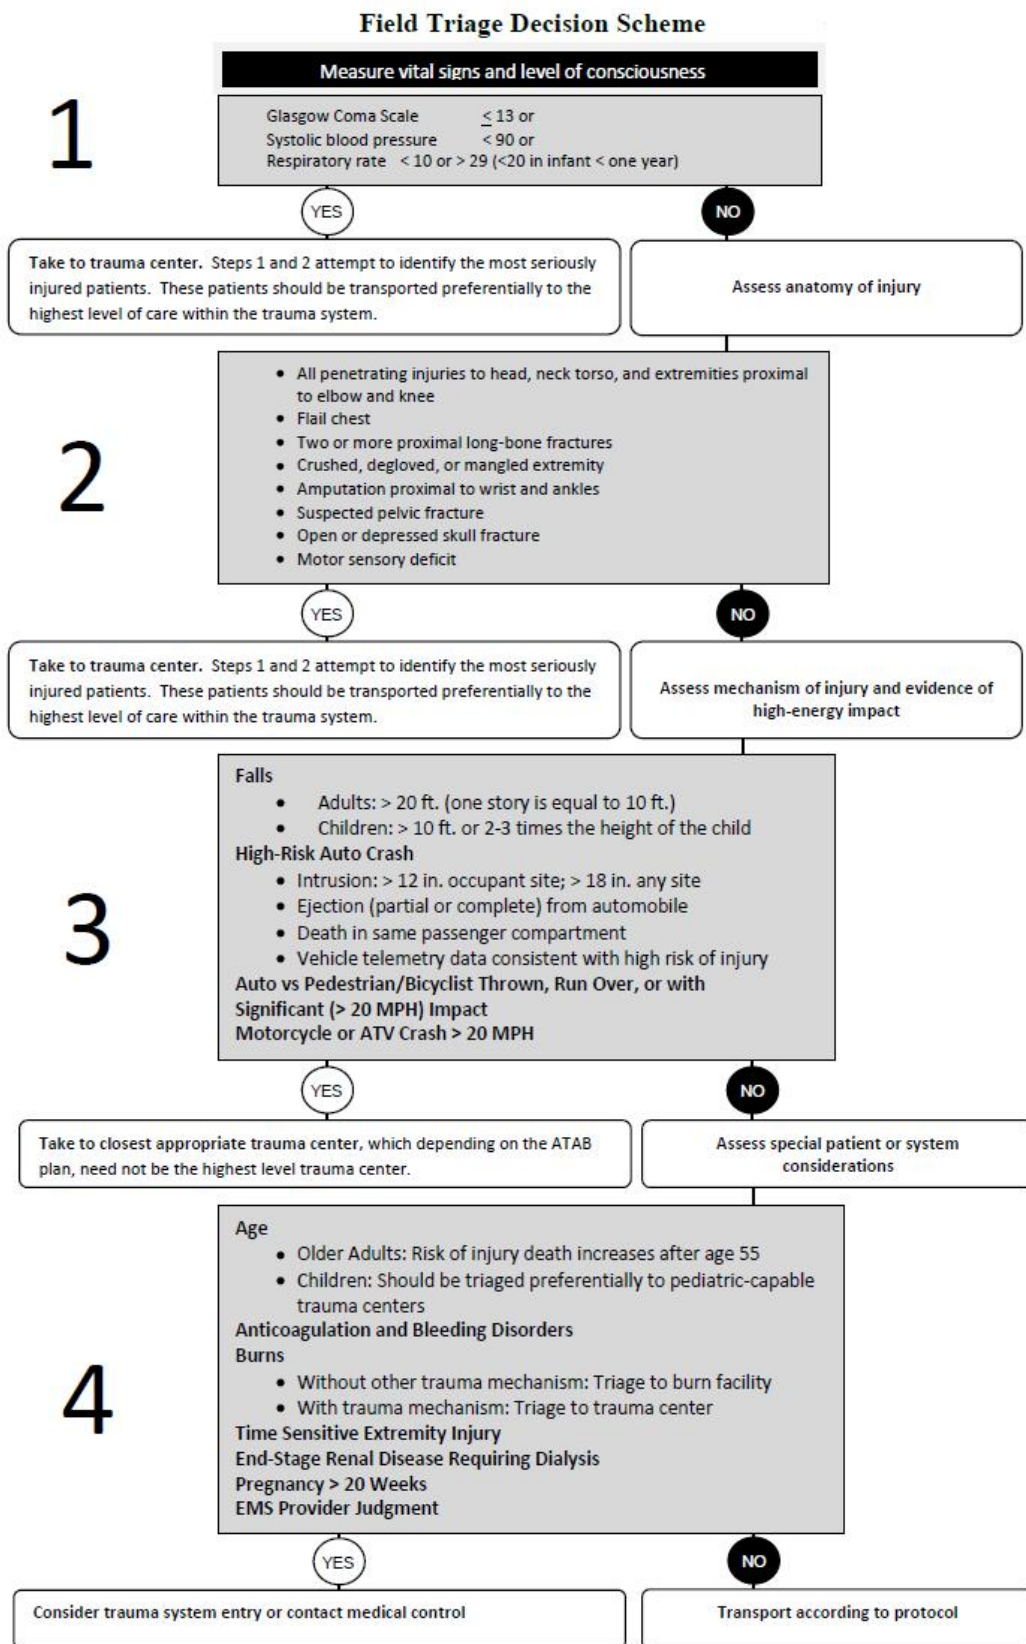 Field Triage Decision Scheme
Measure vital signs and level of consciousness
1
Glasgow Coma Scale ≤ 13 or
Systolic blood pressure < 90 or
Respiratory rate < 10 or > 29 (<20 in infant < one year)
YES
NO
Take to trauma center. Steps 1 and 2 attempt to identify the most seriously
injured patients. These patients should be transported preferentially to the
highest level of care within the trauma system.
Assess anatomy of injury
2
• All penetrating injuries to head, neck torso, and extremities proximal
to elbow and knee
• Flail chest
• Two or more proximal long-bone fractures
• Crushed, degloved, or mangled extremity
• Amputation proximal to wrist and ankles
• Suspected pelvic fracture
• Open or depressed skull fracture
• Motor sensory deficit
YES
NO
Take to trauma center. Steps 1 and 2 attempt to identify the most seriously
injured patients. These patients should be transported preferentially to the
highest level of care within the trauma system.
Assess mechanism of injury and evidence of
high-energy impact
3
Falls
• Adults: > 20 ft. (one story is equal to 10 ft.)
• Children: > 10 ft. or 2-3 times the height of the child
High-Risk Auto Crash
• Intrusion: > 12 in. occupant site; > 18 in. any site
• Ejection (partial or complete) from automobile
• Death in same passenger compartment
• Vehicle telemetry data consistent with high risk of injury
Auto vs Pedestrian/Bicyclist Thrown, Run Over, or with
Significant (> 20 MPH) Impact
Motorcycle or ATV Crash > 20 MPH
YES
NO
Take to closest appropriate trauma center, which depending on the ATAB
plan, need not be the highest level trauma center.
Assess special patient or system
considerations
4
Age
• Older Adults: Risk of injury death increases after age 55
• Children: Should be triaged preferentially to pediatric-capable
trauma centers
Anticoagulation and Bleeding Disorders
Burns
• Without other trauma mechanism: Triage to burn facility
• With trauma mechanism: Triage to trauma center
Time Sensitive Extremity Injury
End-Stage Renal Disease Requiring Dialysis
Pregnancy > 20 Weeks
EMS Provider Judgment
YES
NO
Consider trauma system entry or contact medical control
Transport according to protocol